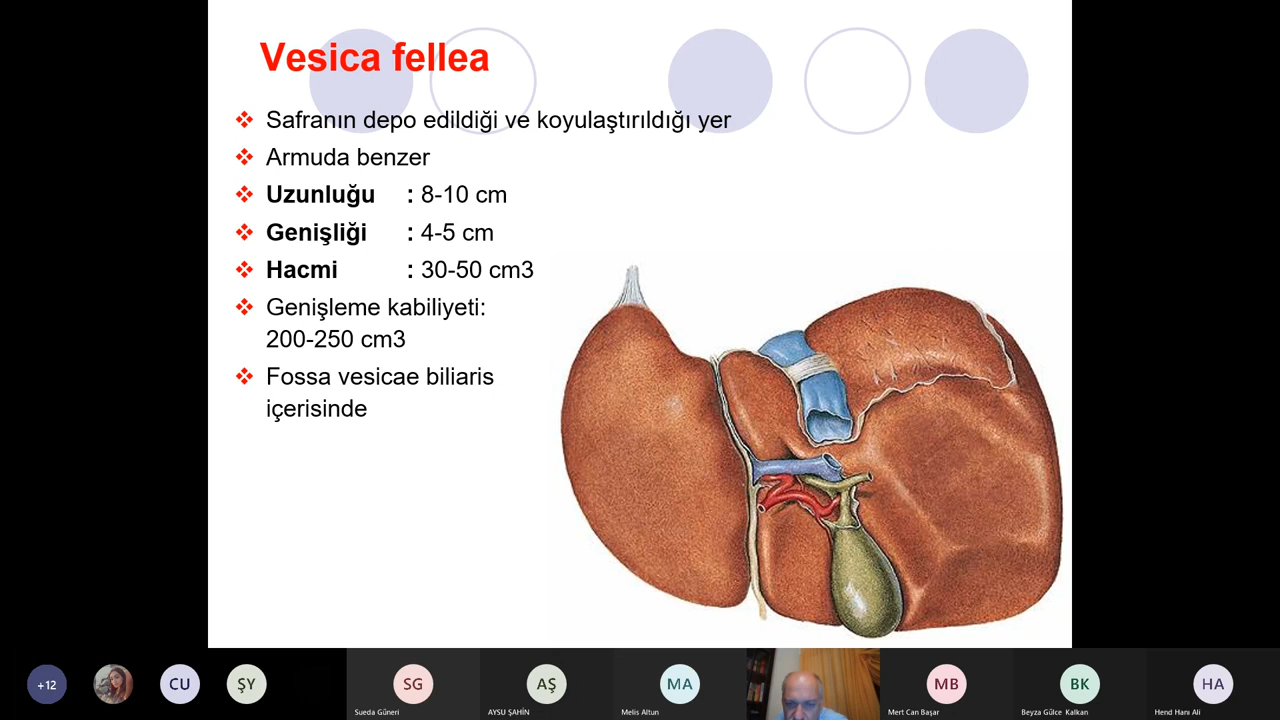 Vesica fellea
Safranın depo edildiği ve koyulaştırıldığı yer
Armuda benzer
Uzunluğu : 8-10 cm
Genişliği : 4-5 cm
Hacmi : 30-50 cm3
Genişleme kabiliyeti:
200-250 cm3
Fossa vesicae biliaris
içerisinde
+12
CU
ŞY
SG
Sueda Güneri
AŞ
AYSU ŞAHİN
MA
Melis Altun
MB
Mert Can Başar
BK
Beyza Gülce Kalkan
HA
Hend Hanı Ali